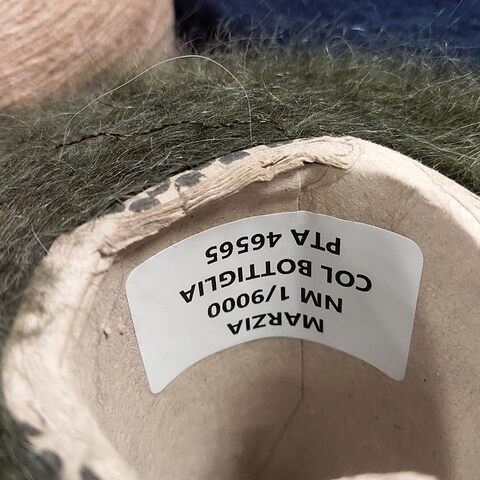 MARZIA
NM 1/9000
COL BOTTIGLIA
PTA 46565